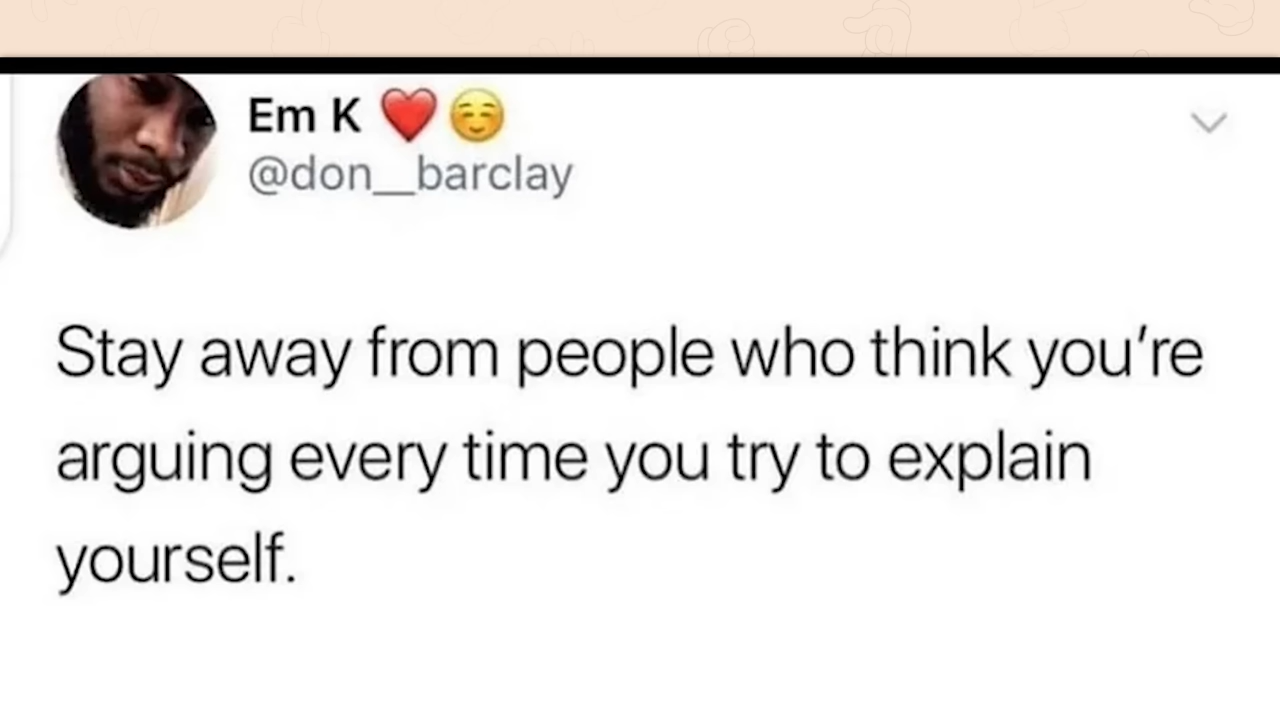 Em K ❤️☺️
@don__barclay
Stay away from people who think you're
arguing every time you try to explain
yourself.